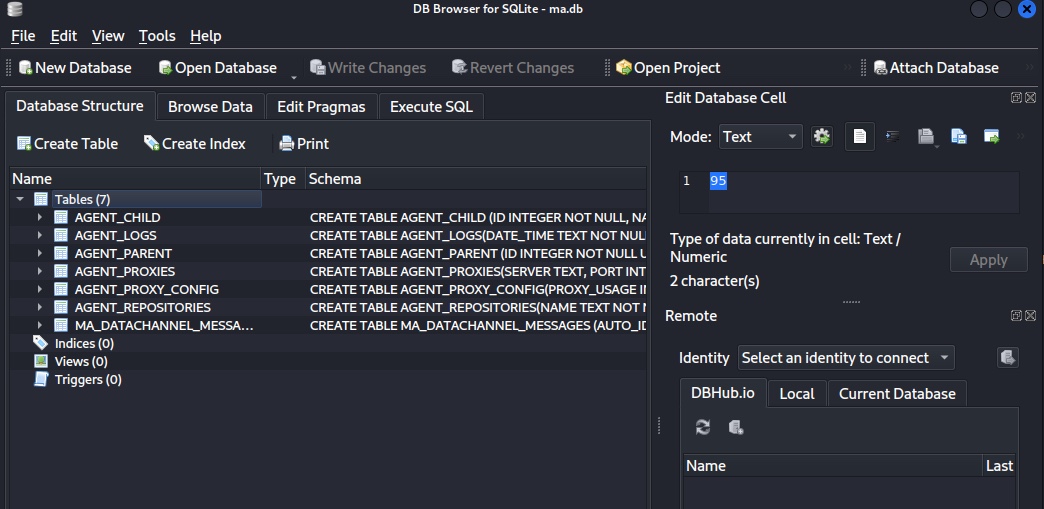 DB Browser for SQLite - ma.db
File Edit View Tools Help
New Database Open Database Write Changes Revert Changes Open Project Attach Database
Database Structure Browse Data Edit Pragmas Execute SQL
Create Table Create Index Print
Name Type Schema
Tables (7)
AGENT_CHILD CREATE TABLE AGENT_CHILD (ID INTEGER NOT NULL, NA
AGENT_LOGS CREATE TABLE AGENT_LOGS(DATE_TIME TEXT NOT NULL
AGENT_PARENT CREATE TABLE AGENT_PARENT (ID INTEGER NOT NULL U
AGENT_PROXIES CREATE TABLE AGENT_PROXIES(SERVER TEXT, PORT INT
AGENT_PROXY_CONFIG CREATE TABLE AGENT_PROXY_CONFIG(PROXY_USAGE IN
AGENT_REPOSITORIES CREATE TABLE AGENT_REPOSITORIES(NAME TEXT NOT N
MA_DATACHANNEL_MESSA... CREATE TABLE MA_DATACHANNEL_MESSAGES (AUTO_ID
Indices (0)
Views (0)
Triggers (0)
Edit Database Cell
Mode: Text
1 95
Type of data currently in cell: Text /
Numeric
Apply
2 character(s)
Remote
Identity Select an identity to connect
DBHub.io Local Current Database
Name Last